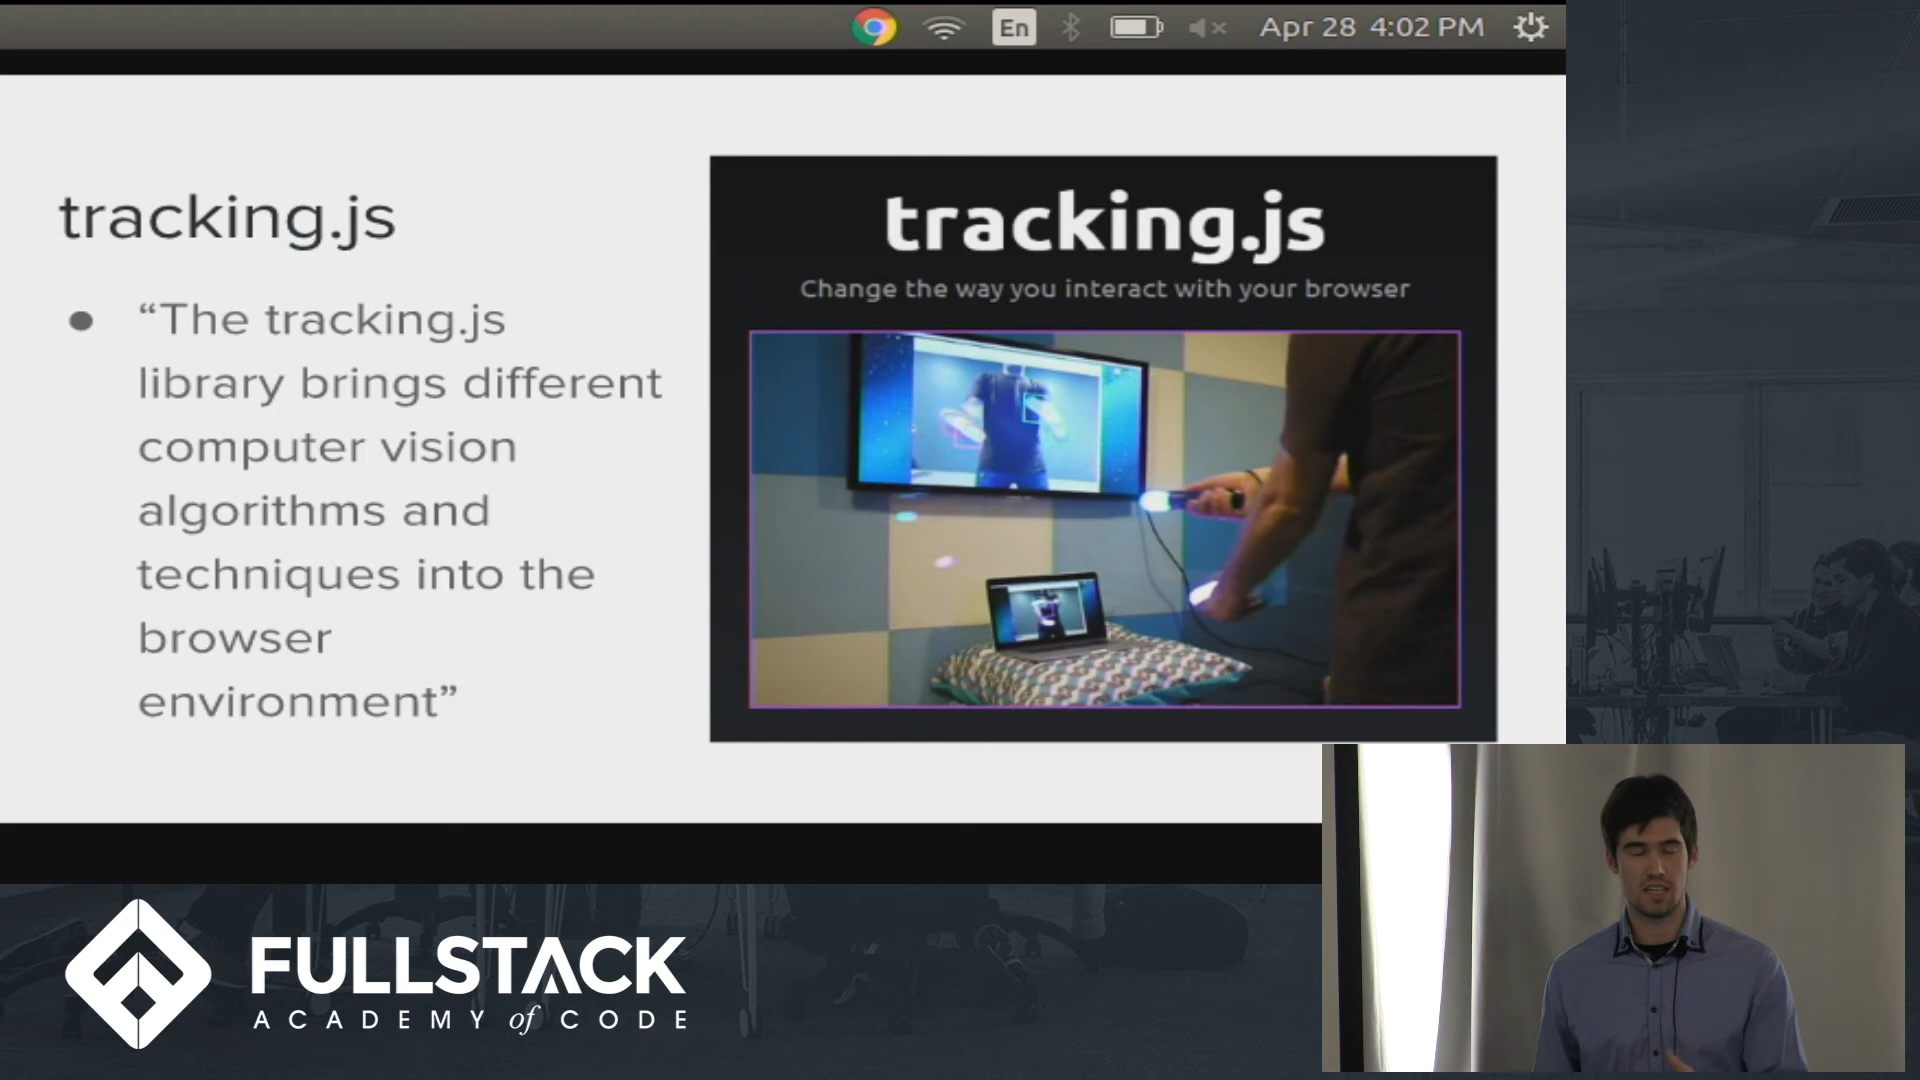 En
Apr 28 4:02 PM
tracking.js
“The tracking.js
library brings different
computer vision
algorithms and
techniques into the
browser
environment”
tracking.js
Change the way you interact with your browser
FULLSTACK
ACADEMY of CODE